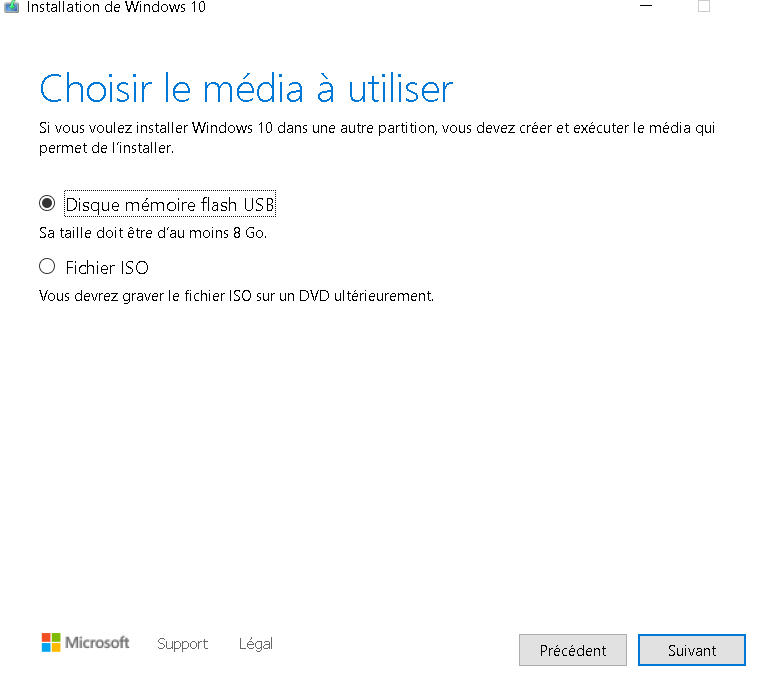 Installation de Windows 10
Choisir le média à utiliser
Si vous voulez installer Windows 10 dans une autre partition, vous devez créer et exécuter le média qui
permet de l'installer.
Disque mémoire flash USB
Sa taille doit être d'au moins 8 Go.
Fichier ISO
Vous devrez graver le fichier ISO sur un DVD ultérieurement.
Microsoft Support Légal Précédent Suivant